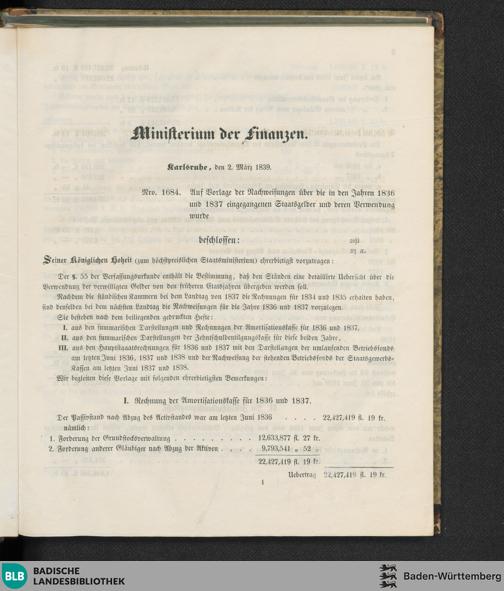 Ministerium der Finanzen.
Karlsruhe, den 2. März 1839.
Nro. 1684. Auf Vorlage der Nachweisungen über die in den Jahren 1836
und 1837 eingegangenen Staatsgelder und deren Verwendung
wurde
beschlossen:
Seiner Königlichen Hoheit (zum höchstpreislichen Staatsministerium) ehrerbietigst vorzutragen:
Der §. 55 der Verfassungsurkunde enthält die Bestimmung, daß den Ständen eine detaillirte Uebersicht über die
Verwendung der verwilligten Gelder von den früheren Etatsjahren übergeben werden soll.
Nachdem die ständischen Kammern bei dem Landtag von 1837 die Rechnungen für 1834 und 1835 erhalten haben,
sind denselben bei dem nächsten Landtag die Nachweisungen für die Jahre 1836 und 1837 vorzulegen.
Sie bestehen nach dem beiliegenden gedruckten Hefte:
I. aus den summarischen Darstellungen und Rechnungen der Amortisationskasse für 1836 und 1837,
II. aus den summarischen Darstellungen der Zehntschuldentilgungskasse für diese beiden Jahre,
III. aus den Hauptstaatsrechnungen für 1836 und 1837 mit den Darstellungen der umlaufenden Betriebsfonds
am letzten Juni 1836, 1837 und 1838 und der Nachweisung der stehenden Betriebsfonds der Staatsgewerbs-
Kassen am letzten Juni 1837 und 1838.
Wir begleiten diese Vorlage mit folgenden ehrerbietigsten Bemerkungen:
I. Rechnung der Amortisationskasse für 1836 und 1837.
Der Passivstand nach Abzug des Activstandes war am letzten Juni 1836 . . . . 22,427,419 fl. 19 kr.
nämlich:
1. Forderung der Grundstocksverwaltung . . . . . . . . . 12,633,877 fl. 27 kr.
2. Forderung anderer Gläubiger nach Abzug der Aktiven . . . . 9,793,541 „ 52 „
22,427,419 fl. 19 kr.
Uebertrag 22,427,419 fl. 19 kr.
1
BLB BADISCHE
LANDESBIBLIOTHEK
Baden-Württemberg